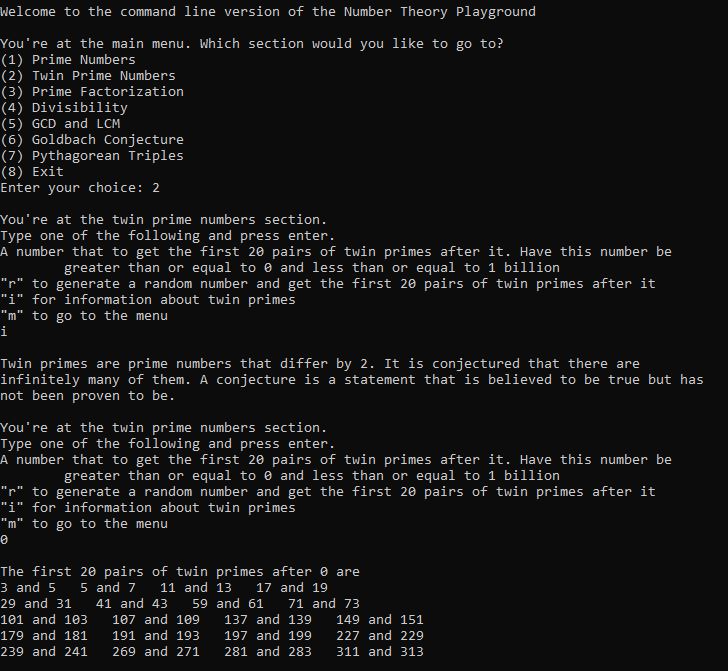 Welcome to the command line version of the Number Theory Playground
You're at the main menu. Which section would you like to go to?
(1) Prime Numbers
(2) Twin Prime Numbers
(3) Prime Factorization
(4) Divisibility
(5) GCD and LCM
(6) Goldbach Conjecture
(7) Pythagorean Triples
(8) Exit
Enter your choice: 2
You're at the twin prime numbers section.
Type one of the following and press enter.
A number that to get the first 20 pairs of twin primes after it. Have this number be
greater than or equal to 0 and less than or equal to 1 billion
"r" to generate a random number and get the first 20 pairs of twin primes after it
"i" for information about twin primes
"m" to go to the menu
i
Twin primes are prime numbers that differ by 2. It is conjectured that there are
infinitely many of them. A conjecture is a statement that is believed to be true but has
not been proven to be.
You're at the twin prime numbers section.
Type one of the following and press enter.
A number that to get the first 20 pairs of twin primes after it. Have this number be
greater than or equal to 0 and less than or equal to 1 billion
"r" to generate a random number and get the first 20 pairs of twin primes after it
"i" for information about twin primes
"m" to go to the menu
0
The first 20 pairs of twin primes after 0 are
3 and 5   5 and 7   11 and 13   17 and 19
29 and 31   41 and 43   59 and 61   71 and 73
101 and 103   107 and 109   137 and 139   149 and 151
179 and 181   191 and 193   197 and 199   227 and 229
239 and 241   269 and 271   281 and 283   311 and 313